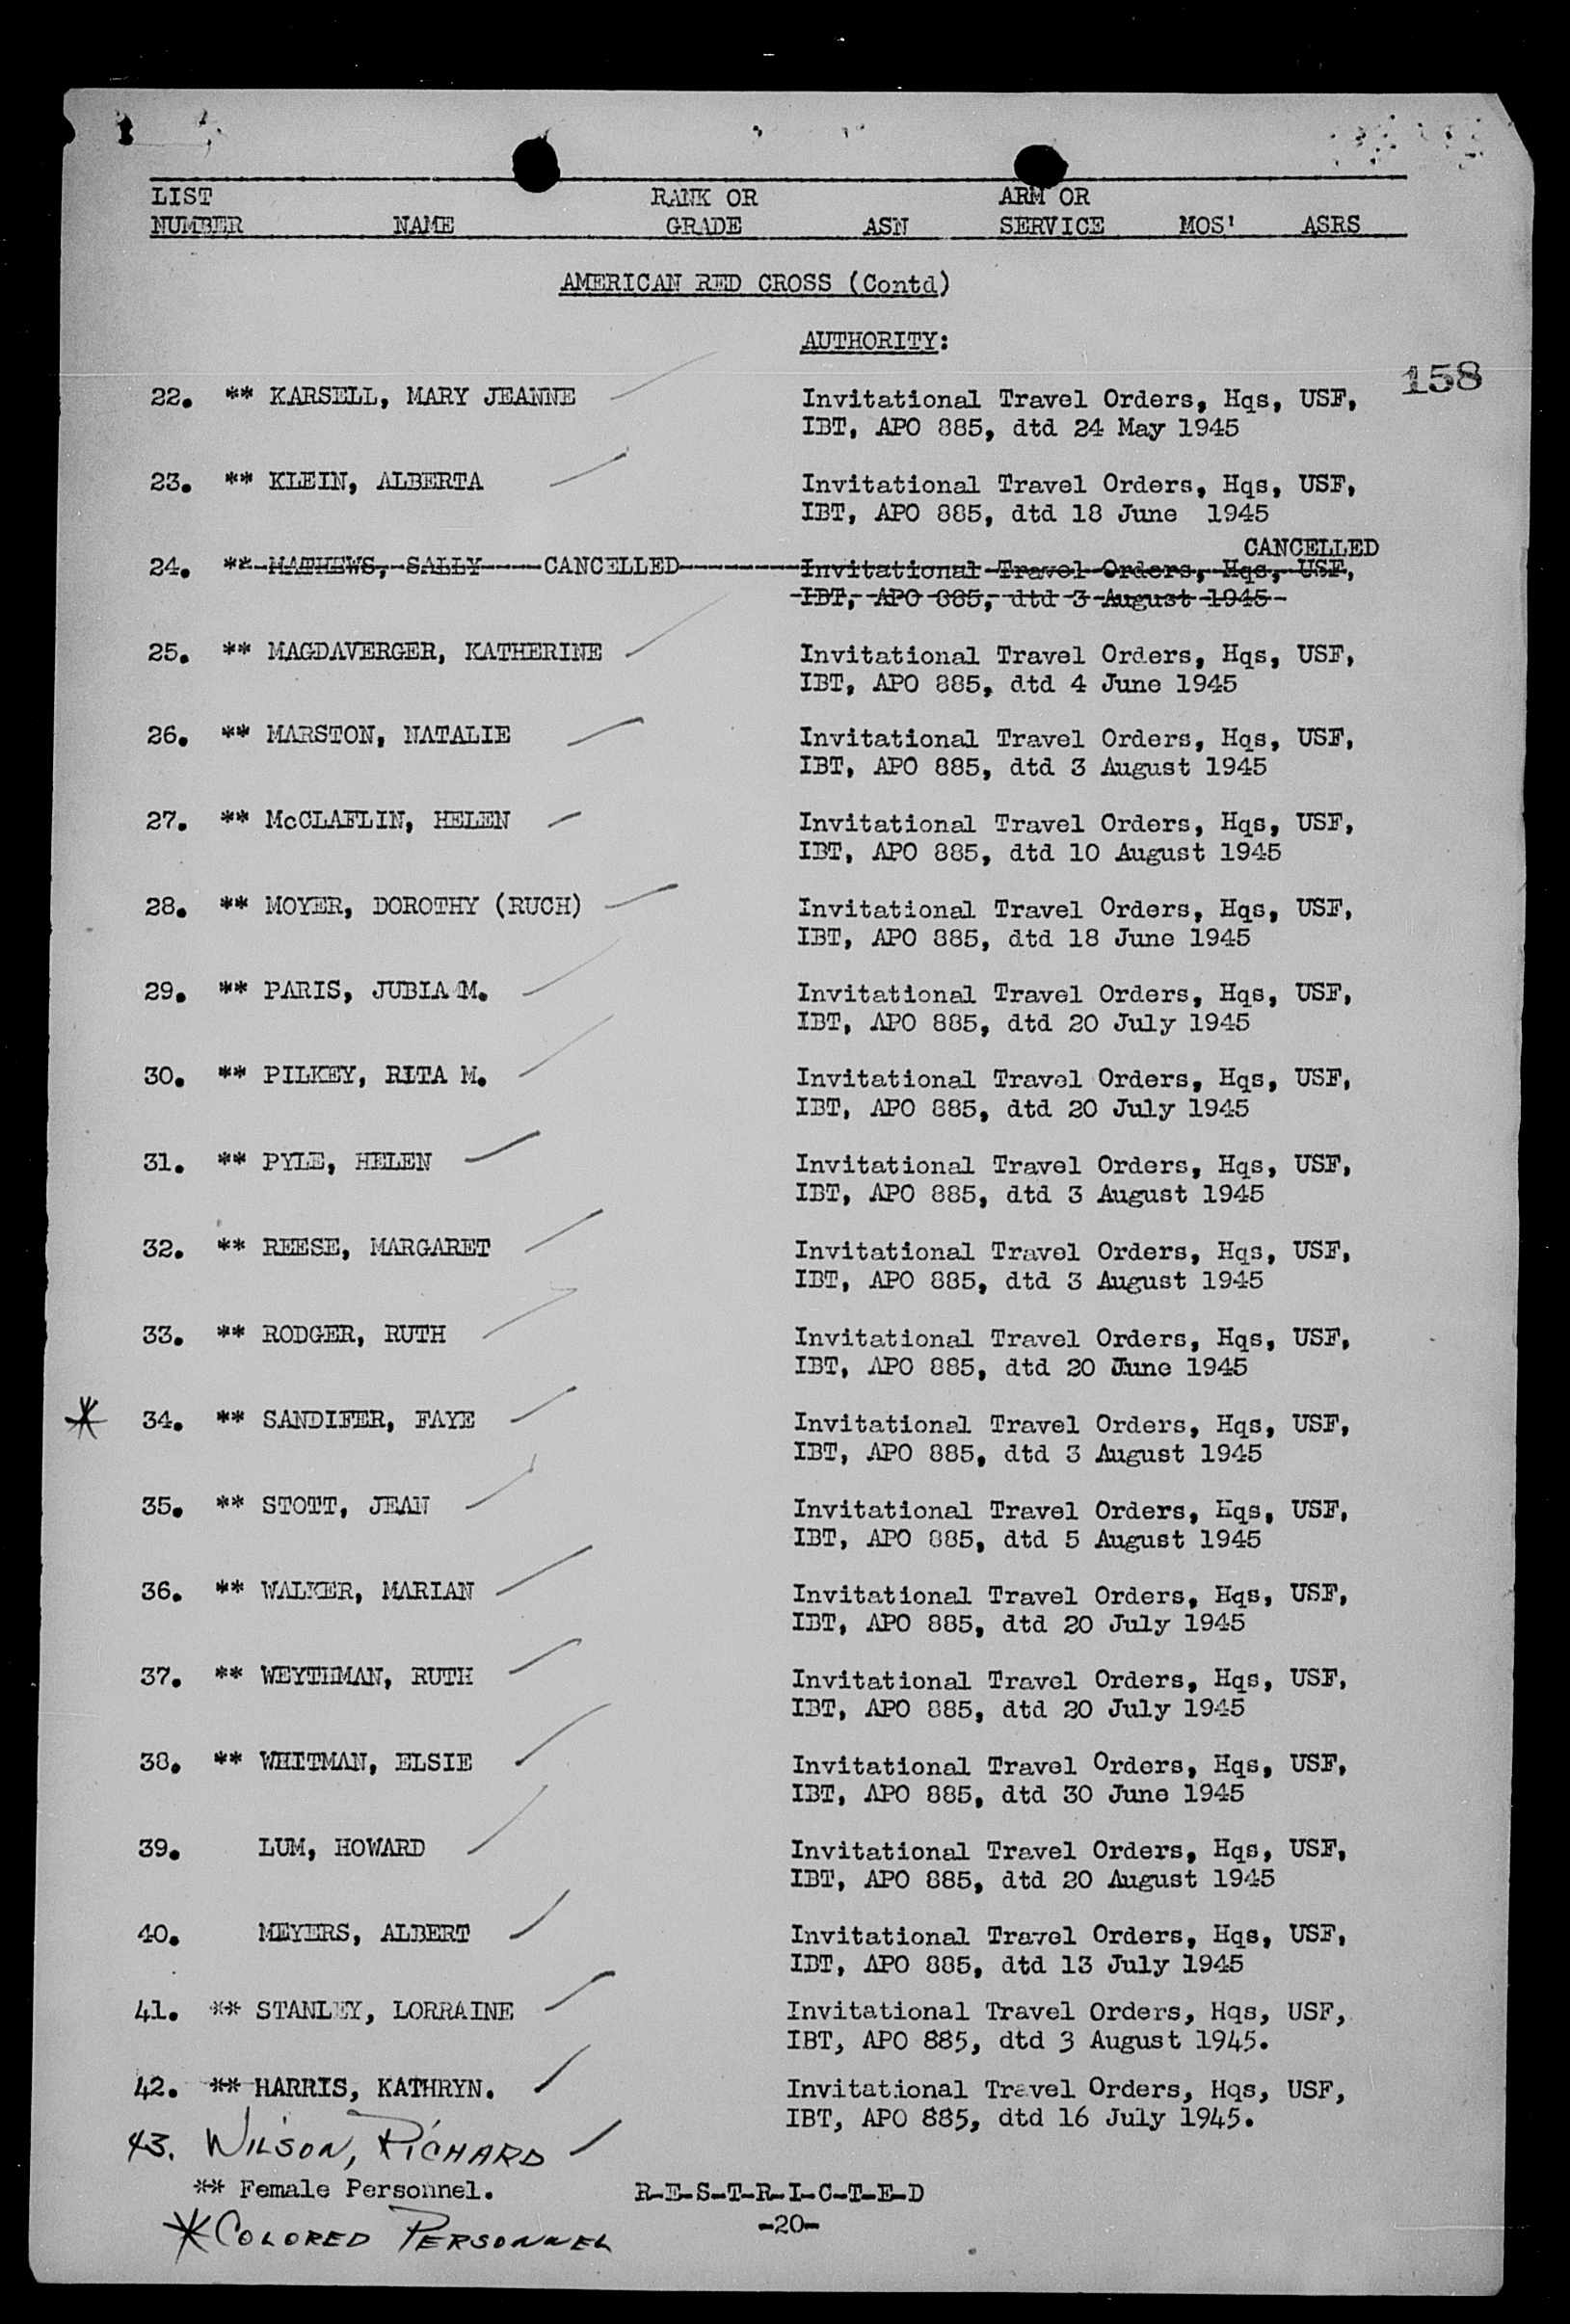 LIST RANK OR ARM OR
NUMBER NAME GRADE ASN SERVICE MOS' ASRS
AMERICAN RED CROSS (Contd)
AUTHORITY:
158
22. ** KARSELL, MARY JEANNE Invitational Travel Orders, Hqs, USF,
IBT, APO 885, dtd 24 May 1945
23. ** KLEIN, ALBERTA Invitational Travel Orders, Hqs, USF,
IBT, APO 885, dtd 18 June 1945
CANCELLED
24. ** MATHEWS, SALLY CANCELLED Invitational Travel Orders, Hqs, USF,
IBT, APO 885, dtd 3 August 1945
25. ** MAGDAVERGER, KATHERINE Invitational Travel Orders, Hqs, USF,
IBT, APO 885, dtd 4 June 1945
26. ** MARSTON, NATALIE Invitational Travel Orders, Hqs, USF,
IBT, APO 885, dtd 3 August 1945
27. ** McCLAFLIN, HELEN Invitational Travel Orders, Hqs, USF,
IBT, APO 885, dtd 10 August 1945
28. ** MOYER, DOROTHY (RUCH) Invitational Travel Orders, Hqs, USF,
IBT, APO 885, dtd 18 June 1945
29. ** PARIS, JUBIA M. Invitational Travel Orders, Hqs, USF,
IBT, APO 885, dtd 20 July 1945
30. ** PILKEY, RITA M. Invitational Travel Orders, Hqs, USF,
IBT, APO 885, dtd 20 July 1945
31. ** PYLE, HELEN Invitational Travel Orders, Hqs, USF,
IBT, APO 885, dtd 3 August 1945
32. ** REESE, MARGARET Invitational Travel Orders, Hqs, USF,
IBT, APO 885, dtd 3 August 1945
33. ** RODGER, RUTH Invitational Travel Orders, Hqs, USF,
IBT, APO 885, dtd 20 June 1945
* 34. ** SANDIFER, FAYE Invitational Travel Orders, Hqs, USF,
IBT, APO 885, dtd 3 August 1945
35. ** STOTT, JEAN Invitational Travel Orders, Hqs, USF,
IBT, APO 885, dtd 5 August 1945
36. ** WALKER, MARIAN Invitational Travel Orders, Hqs, USF,
IBT, APO 885, dtd 20 July 1945
37. ** WEYTHMAN, RUTH Invitational Travel Orders, Hqs, USF,
IBT, APO 885, dtd 20 July 1945
38. ** WHITMAN, ELSIE Invitational Travel Orders, Hqs, USF,
IBT, APO 885, dtd 30 June 1945
39. LUM, HOWARD Invitational Travel Orders, Hqs, USF,
IBT, APO 885, dtd 20 August 1945
40. MEYERS, ALBERT Invitational Travel Orders, Hqs, USF,
IBT, APO 885, dtd 13 July 1945
41. ** STANLEY, LORRAINE Invitational Travel Orders, Hqs, USF,
IBT, APO 885, dtd 3 August 1945.
42. ** HARRIS, KATHRYN. Invitational Travel Orders, Hqs, USF,
IBT, APO 885, dtd 16 July 1945.
43. WILSON, RICHARD
** Female Personnel. R-E-S-T-R-I-C-T-E-D
* COLORED PERSONNEL -20-